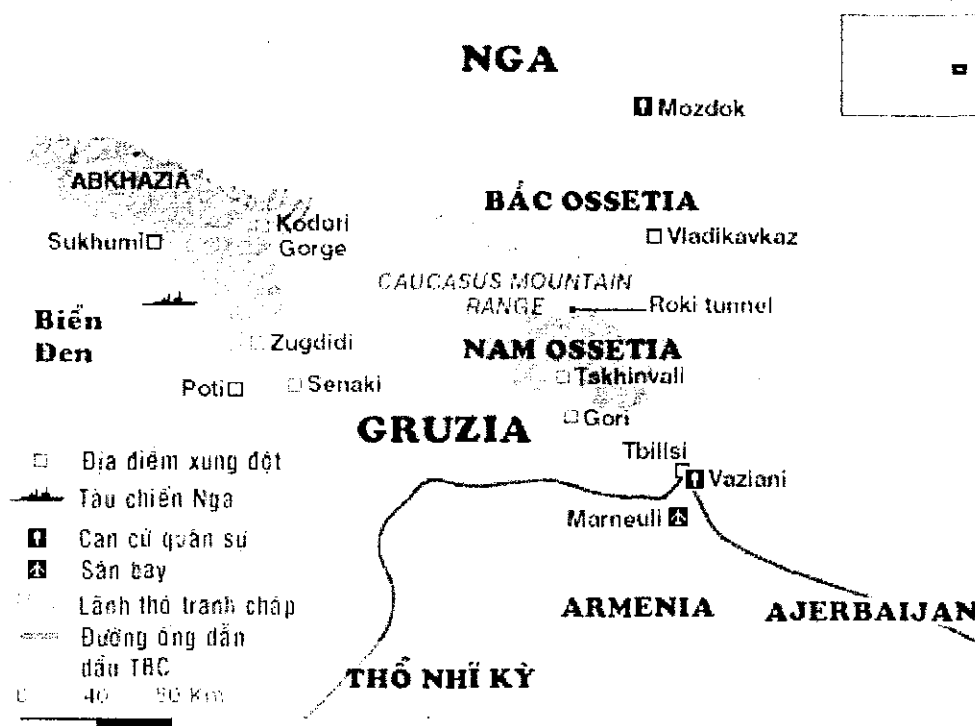 NGA
Mozdok
ABKHAZIA
BẮC OSSETIA
Kodori
Gorge
Sukhumi
Vladikavkaz
CAUCASUS MOUNTAIN
RANGE
Roki tunnel
Biển
Đen
Zugdidi
NAM OSSETIA
Tskhinvali
Poti
Senaki
Gori
GRUZIA
Tbilisi
Vaziani
Marneuli
Địa điểm xung đột
Tàu chiến Nga
Căn cứ quân sự
Sân bay
Lãnh thổ tranh chấp
Đường ống dẫn
dầu TBC
ARMENIA
AJERBAIJAN
THỔ NHĨ KỲ
40 Km